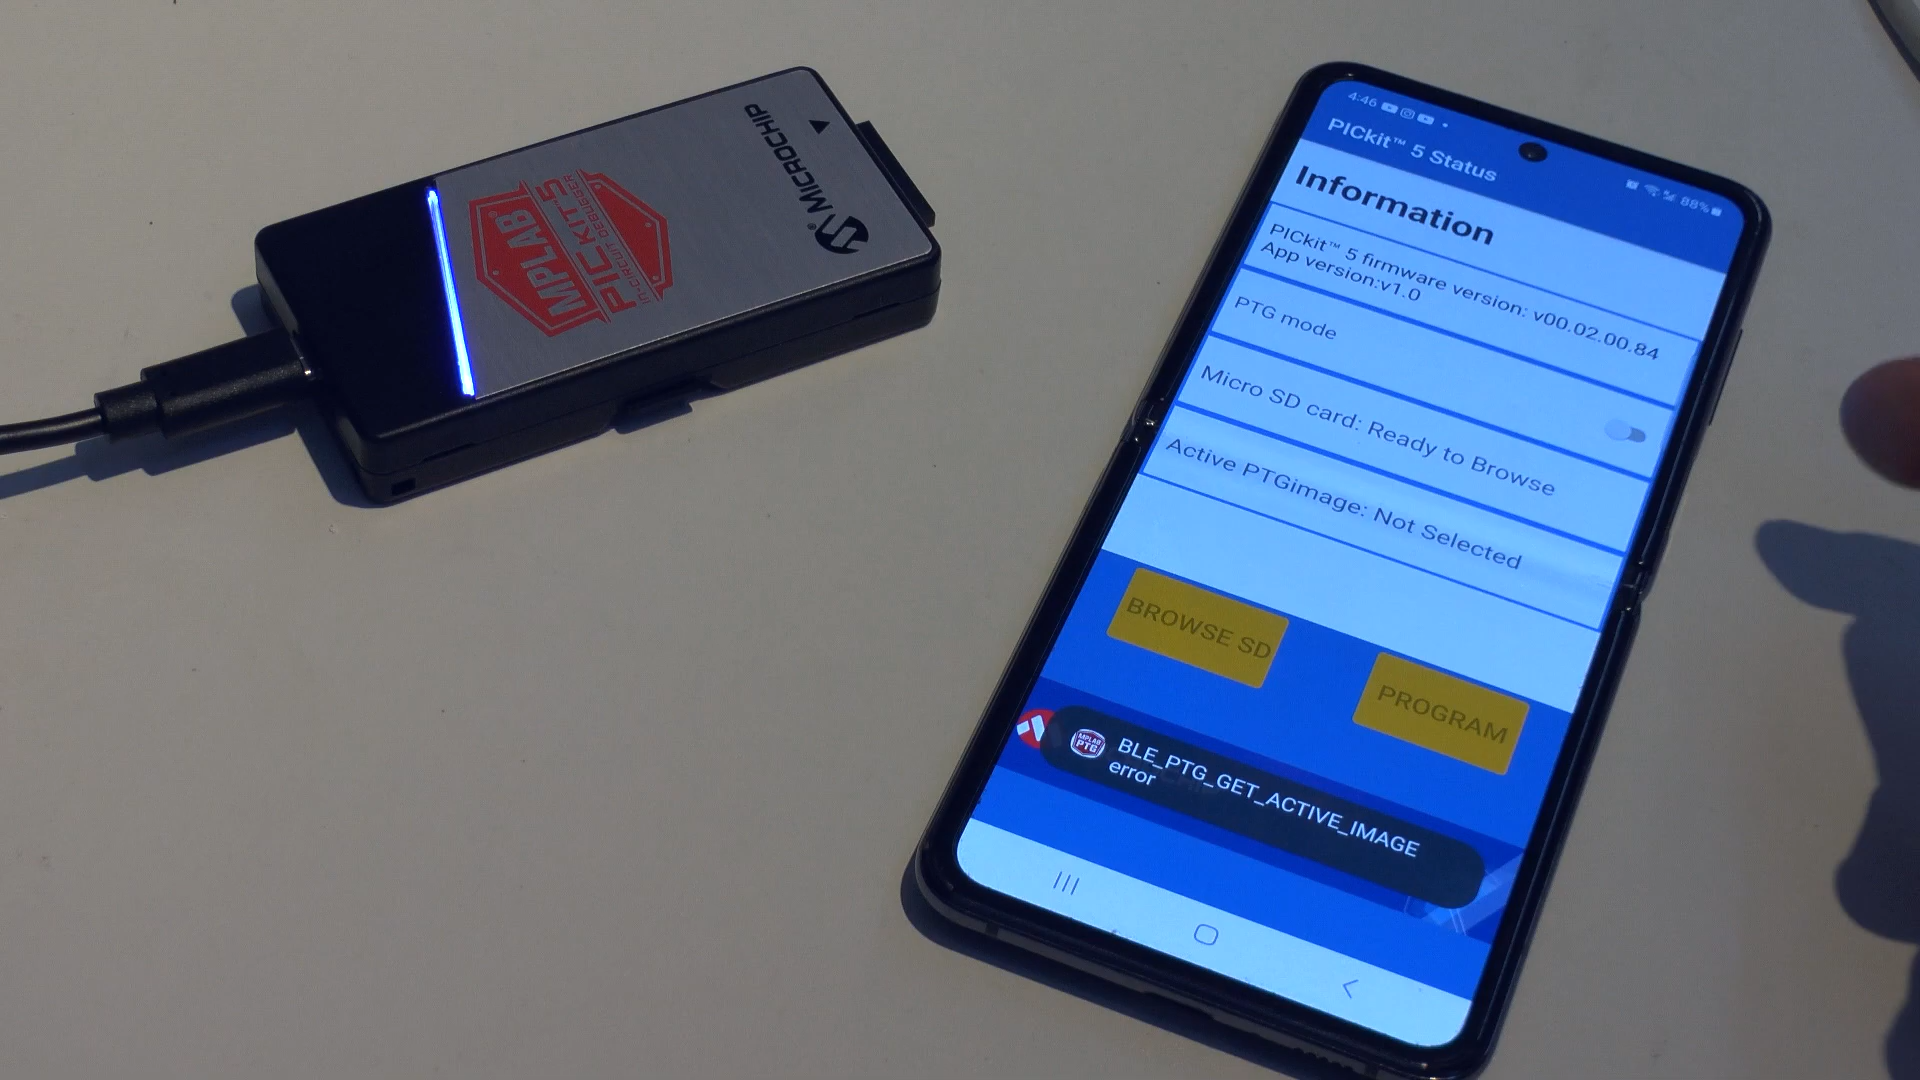 MICROCHIP
MPLAB®
PICKIT™5
IN-CIRCUIT DEBUGGER
4:46
88%
PICkit™ 5 Status
Information
PICkit™ 5 firmware version: v00.02.00.84
App version:v1.0
PTG mode
Micro SD card: Ready to Browse
Active PTGimage: Not Selected
BROWSE SD
PROGRAM
MPLAB
PTG
BLE_PTG_GET_ACTIVE_IMAGE
error